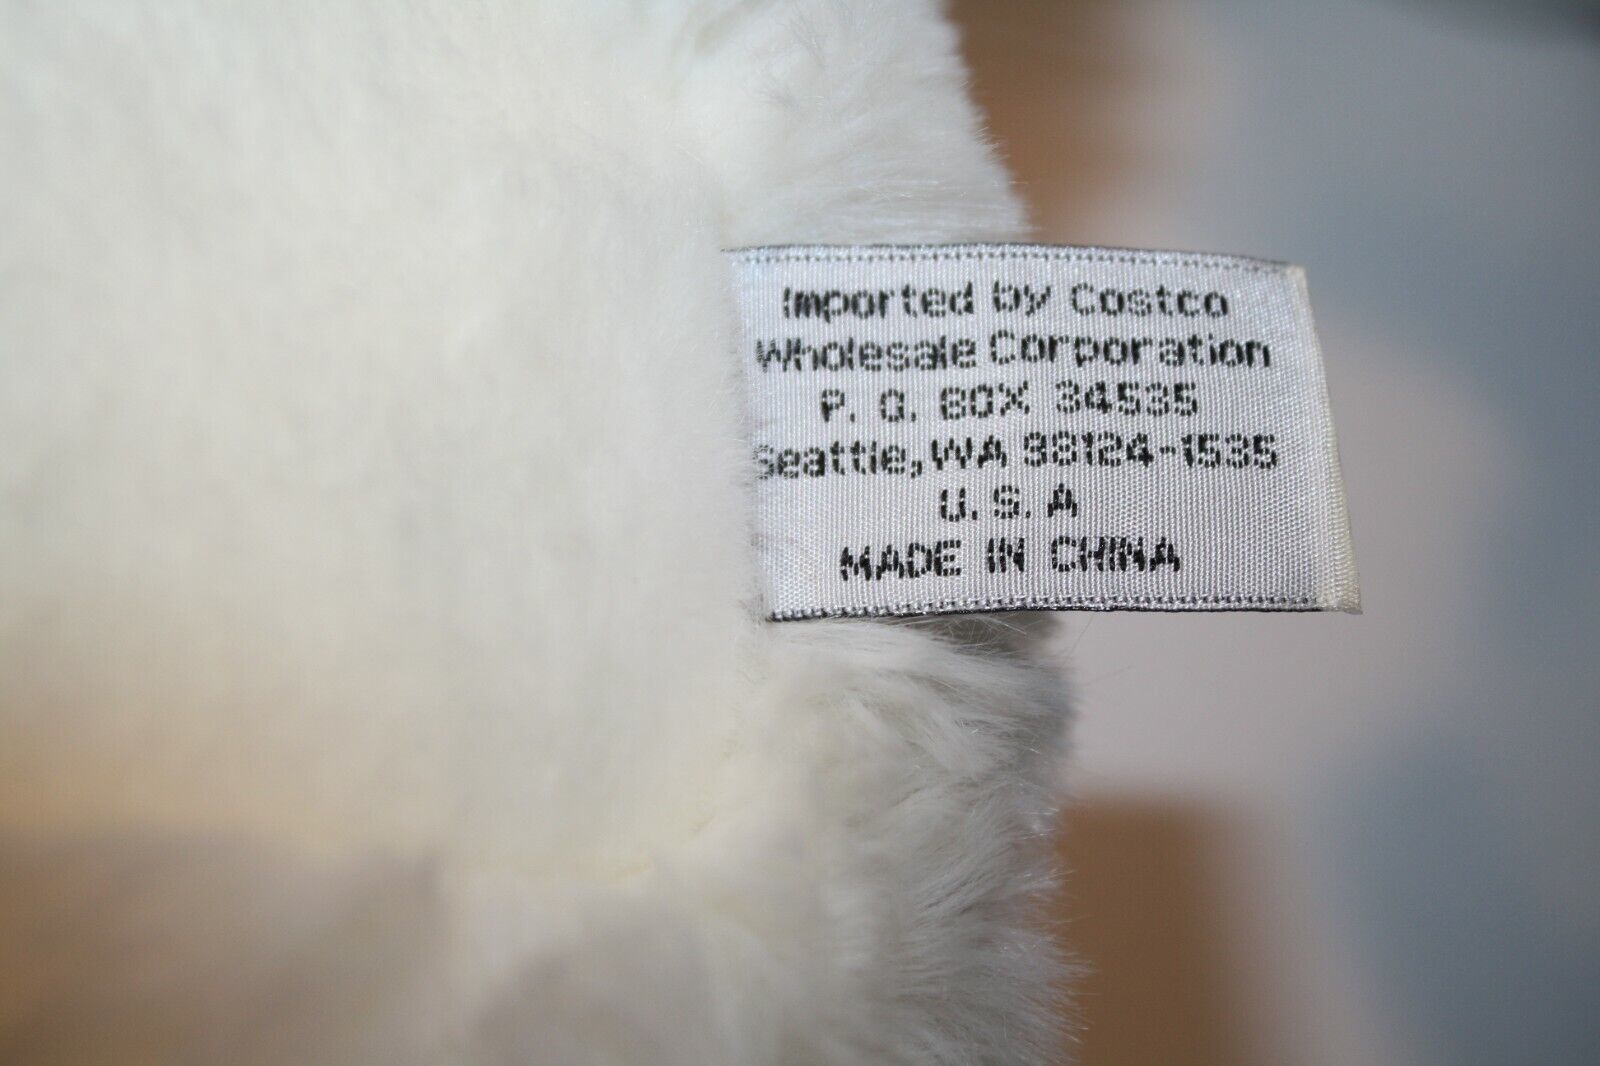 Imported by Costco
Wholesale Corporation
P. O. BOX 34535
Seattle, WA 98124-1535
U. S. A
MADE IN CHINA